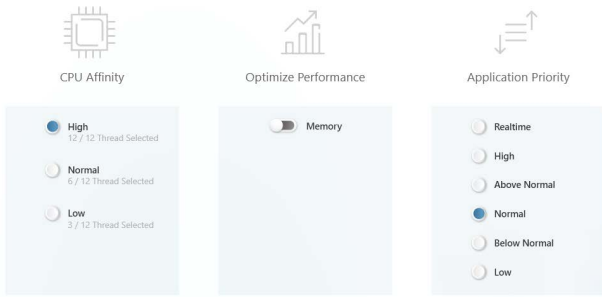 CPU Affinity
High
12 / 12 Thread Selected
Normal
6 / 12 Thread Selected
Low
3 / 12 Thread Selected
Optimize Performance
Memory
Application Priority
Realtime
High
Above Normal
Normal
Below Normal
Low